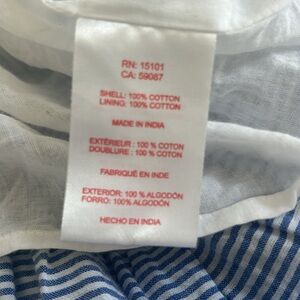 RN: 15101
CA: 59087
SHELL: 100% COTTON
LINING: 100% COTTON
MADE IN INDIA
EXTÉRIEUR : 100 % COTON
DOUBLURE : 100% COTON
FABRIQUÉ EN INDE
EXTERIOR: 100 % ALGODÓN
FORRO: 100% ALGODÓN
HECHO EN INDIA